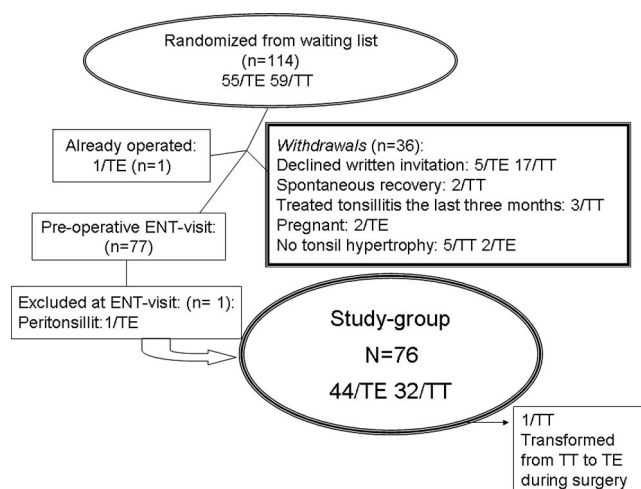 Randomized from waiting list
(n=114)
55/TE 59/TT
Already operated:
1/TE (n=1)
Withdrawals (n=36):
Declined written invitation: 5/TE 17/TT
Spontaneous recovery: 2/TT
Treated tonsillitis the last three months: 3/TT
Pregnant: 2/TE
No tonsil hypertrophy: 5/TT 2/TE
Pre-operative ENT-visit:
(n=77)
Excluded at ENT-visit: (n= 1):
Peritonsillit:1/TE
Study-group
N=76
44/TE 32/TT
1/TT
Transformed
from TT to TE
during surgery